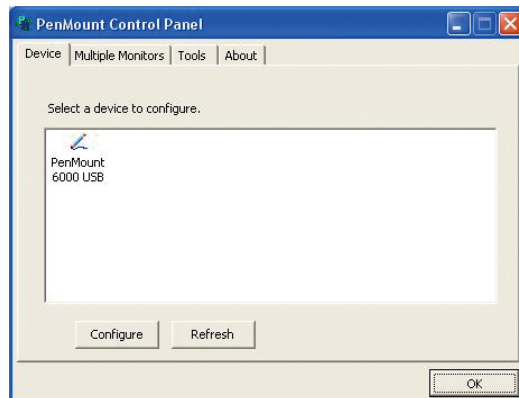 PenMount Control Panel
Device Multiple Monitors Tools About
Select a device to configure.
PenMount
6000 USB
Configure Refresh
OK